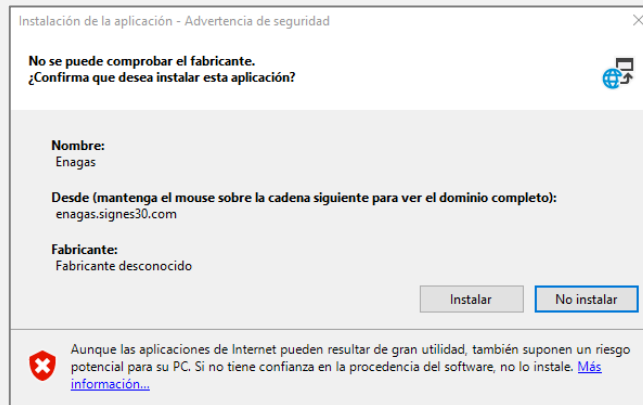 Instalación de la aplicación - Advertencia de seguridad
No se puede comprobar el fabricante.
¿Confirma que desea instalar esta aplicación?
Nombre:
Enagas
Desde (mantenga el mouse sobre la cadena siguiente para ver el dominio completo):
enagas.signes30.com
Fabricante:
Fabricante desconocido
Instalar
No instalar
Aunque las aplicaciones de Internet pueden resultar de gran utilidad, también suponen un riesgo
potencial para su PC. Si no tiene confianza en la procedencia del software, no lo instale. Más
información...